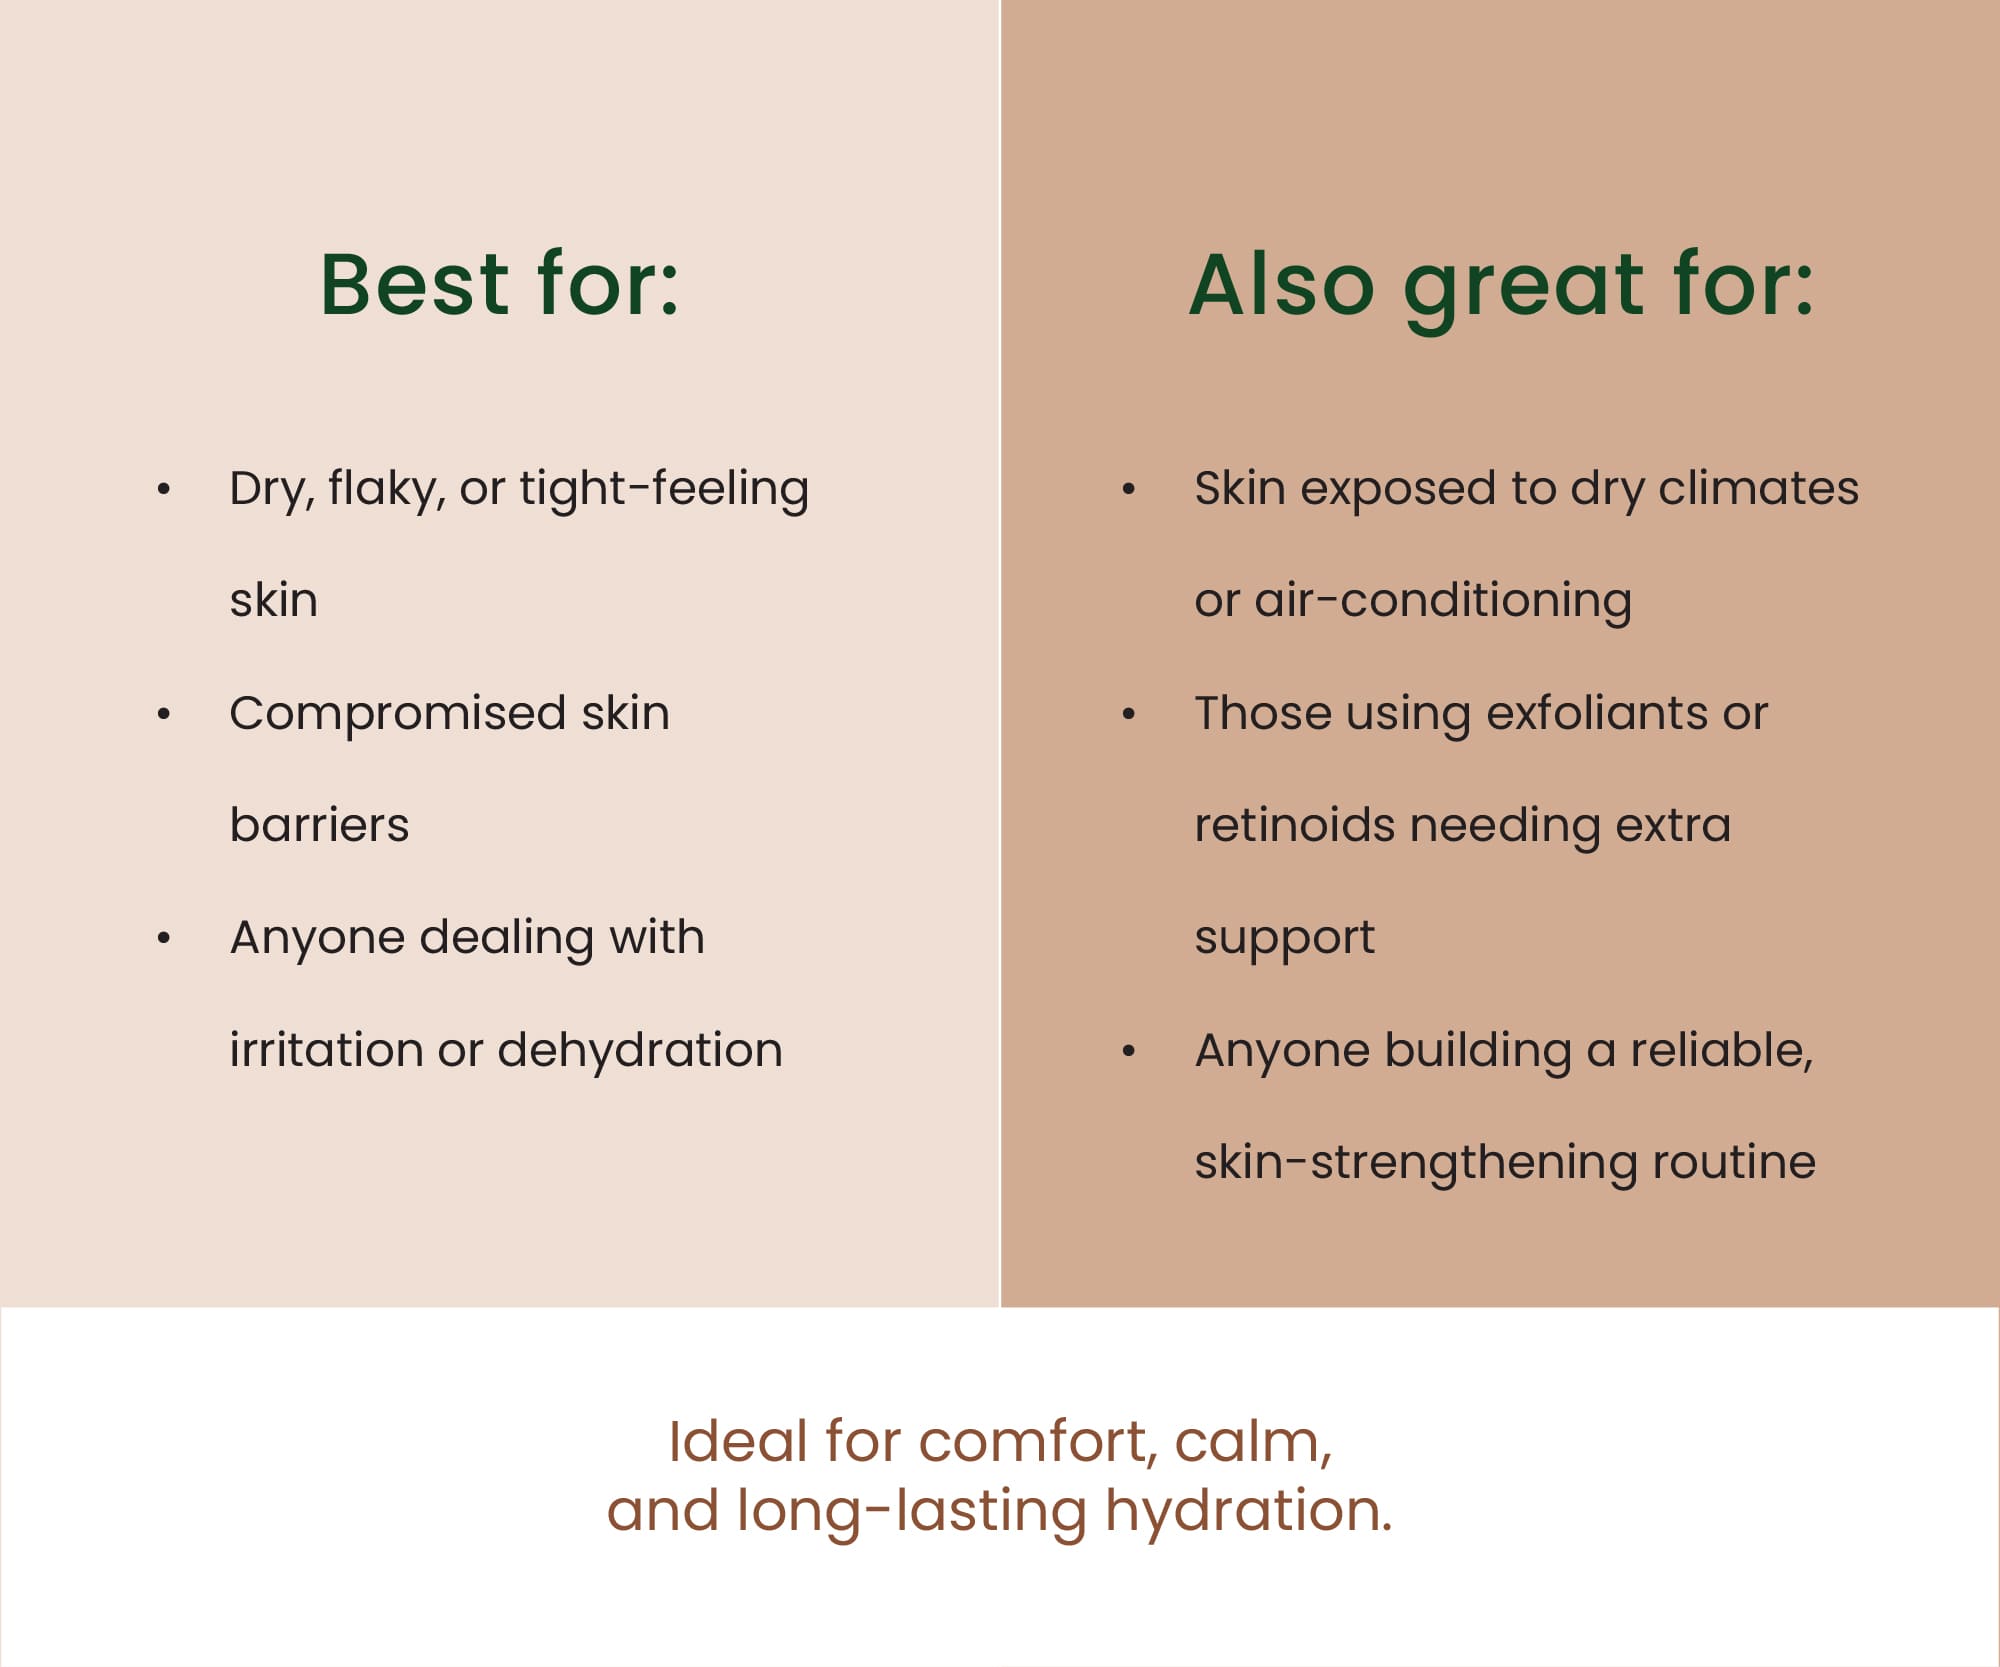 Best for:
• Dry, flaky, or tight-feeling
skin
• Compromised skin
barriers
• Anyone dealing with
irritation or dehydration
Also great for:
• Skin exposed to dry climates
or air-conditioning
• Those using exfoliants or
retinoids needing extra
support
• Anyone building a reliable,
skin-strengthening routine
Ideal for comfort, calm,
and long-lasting hydration.